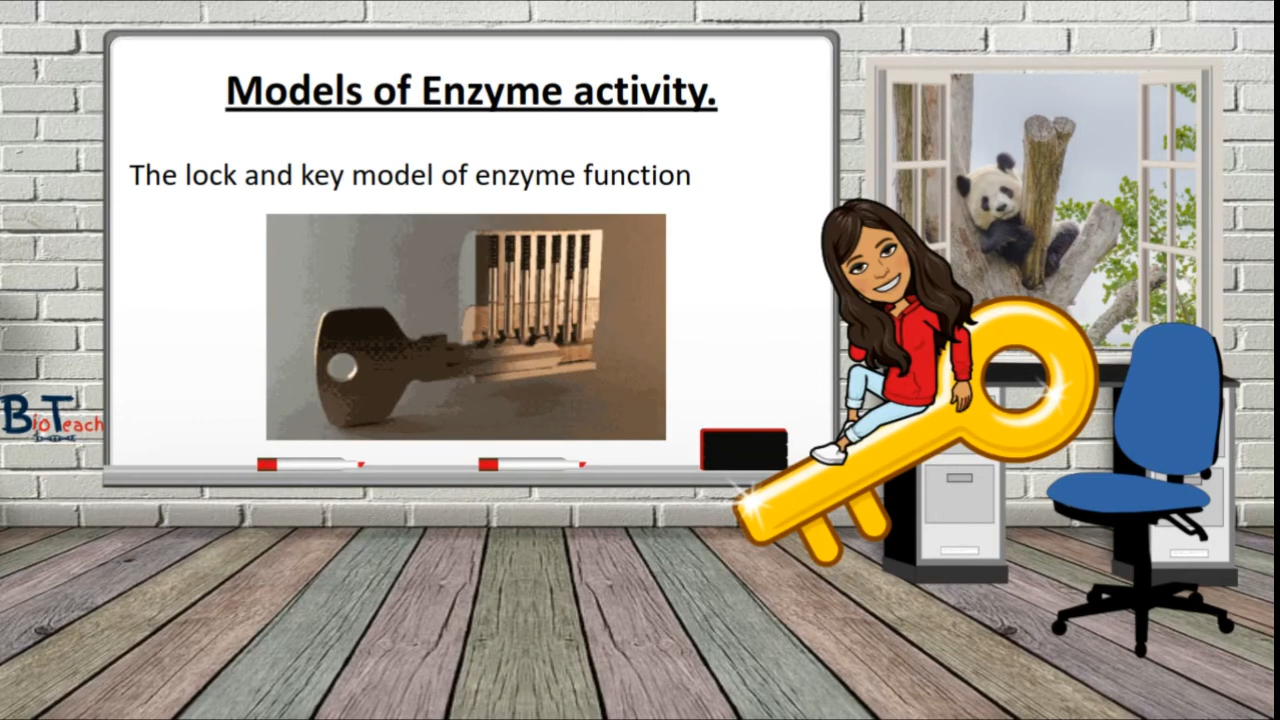 Models of Enzyme activity.
The lock and key model of enzyme function
BioTeach